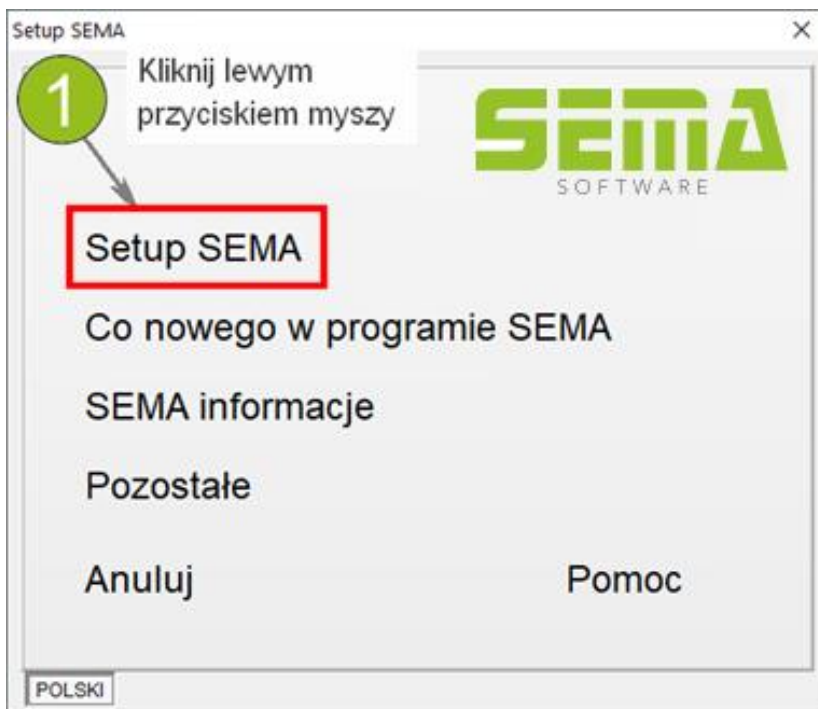 Setup SEMA
1
Kliknij lewym
przyciskiem myszy
SEMA
SOFTWARE
Setup SEMA
Co nowego w programie SEMA
SEMA informacje
Pozostałe
Anuluj Pomoc
POLSKI